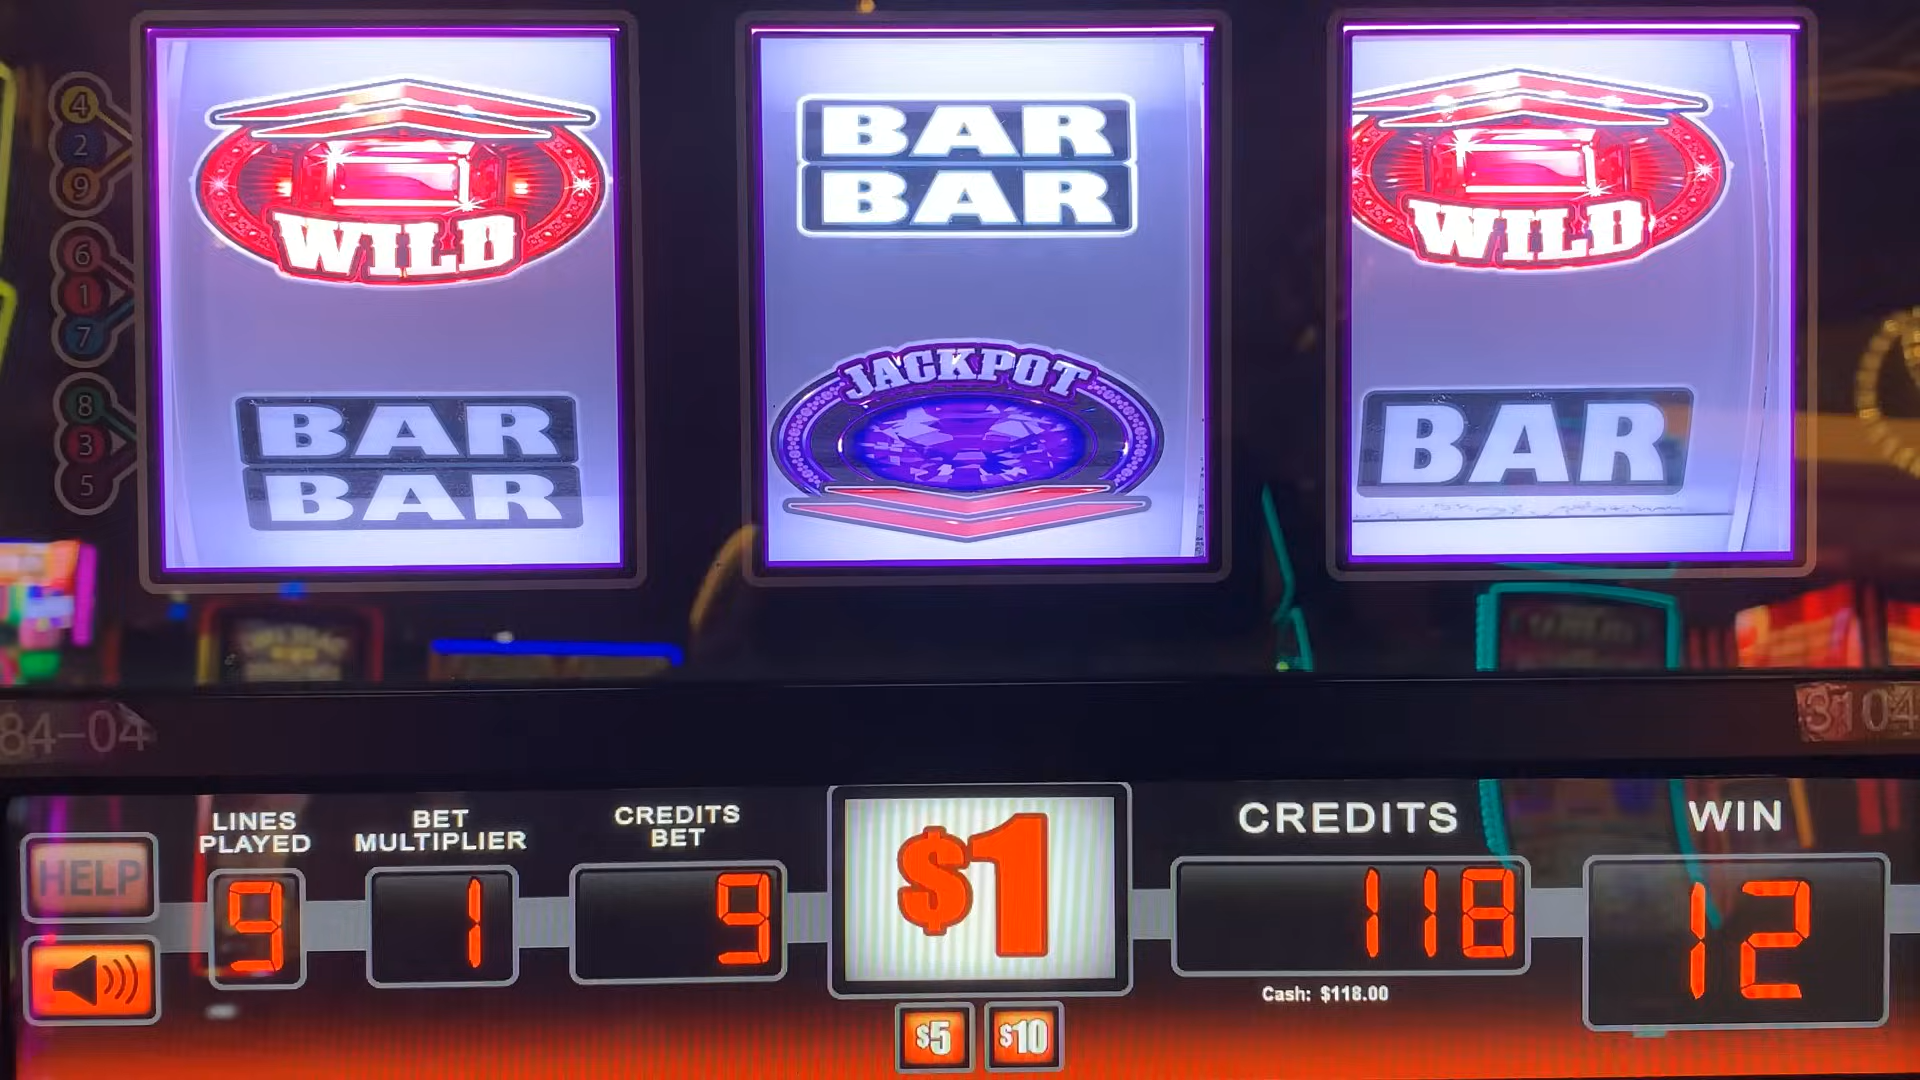 4
2
9
6
1
7
8
3
5
WILD
BAR
BAR
WILD
BAR
BAR
JACKPOT
BAR
84-04
3104
LINES PLAYED
BET MULTIPLIER
CREDITS BET
CREDITS
WIN
HELP
9
1
9
$1
118
12
Cash: $118.00
$5
$10